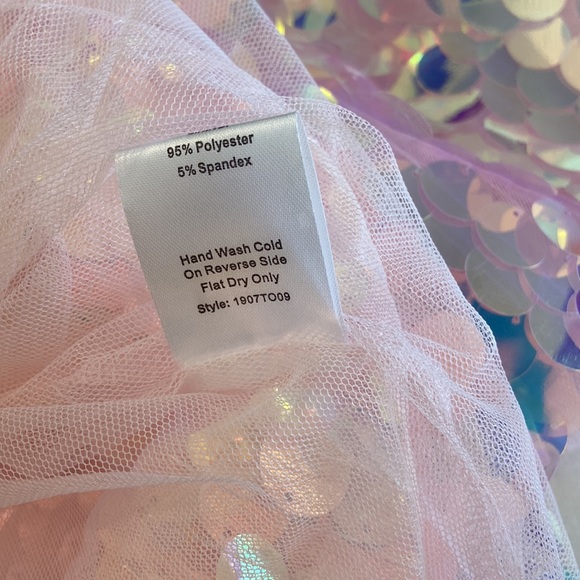 95% Polyester
5% Spandex
Hand Wash Cold
On Reverse Side
Flat Dry Only
Style: 1907TO09